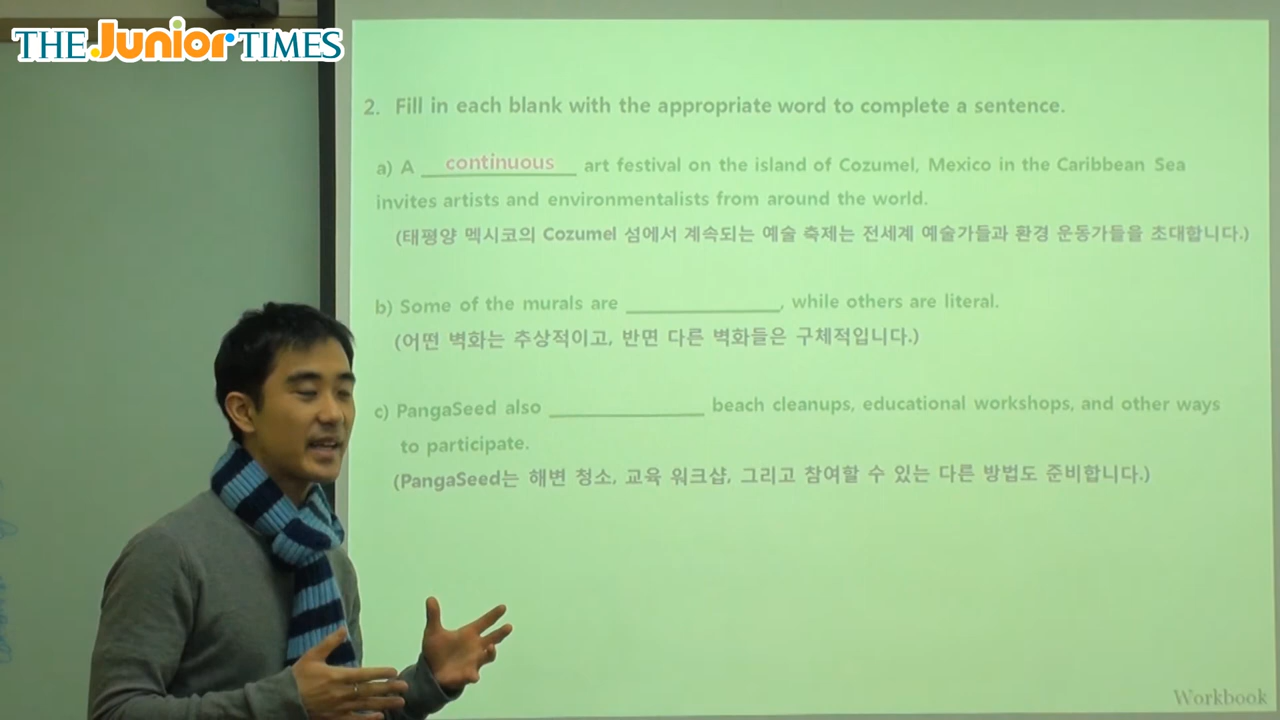 THE Junior TIMES
2. Fill in each blank with the appropriate word to complete a sentence.
a) A continuous art festival on the island of Cozumel, Mexico in the Caribbean Sea
invites artists and environmentalists from around the world.
(태평양 멕시코의 Cozumel 섬에서 계속되는 예술 축제는 전세계 예술가들과 환경 운동가들을 초대합니다.)
b) Some of the murals are ____________, while others are literal.
(어떤 벽화는 추상적이고, 반면 다른 벽화들은 구체적입니다.)
c) PangaSeed also ____________ beach cleanups, educational workshops, and other ways
to participate.
(PangaSeed는 해변 청소, 교육 워크샵, 그리고 참여할 수 있는 다른 방법도 준비합니다.)
Workbook